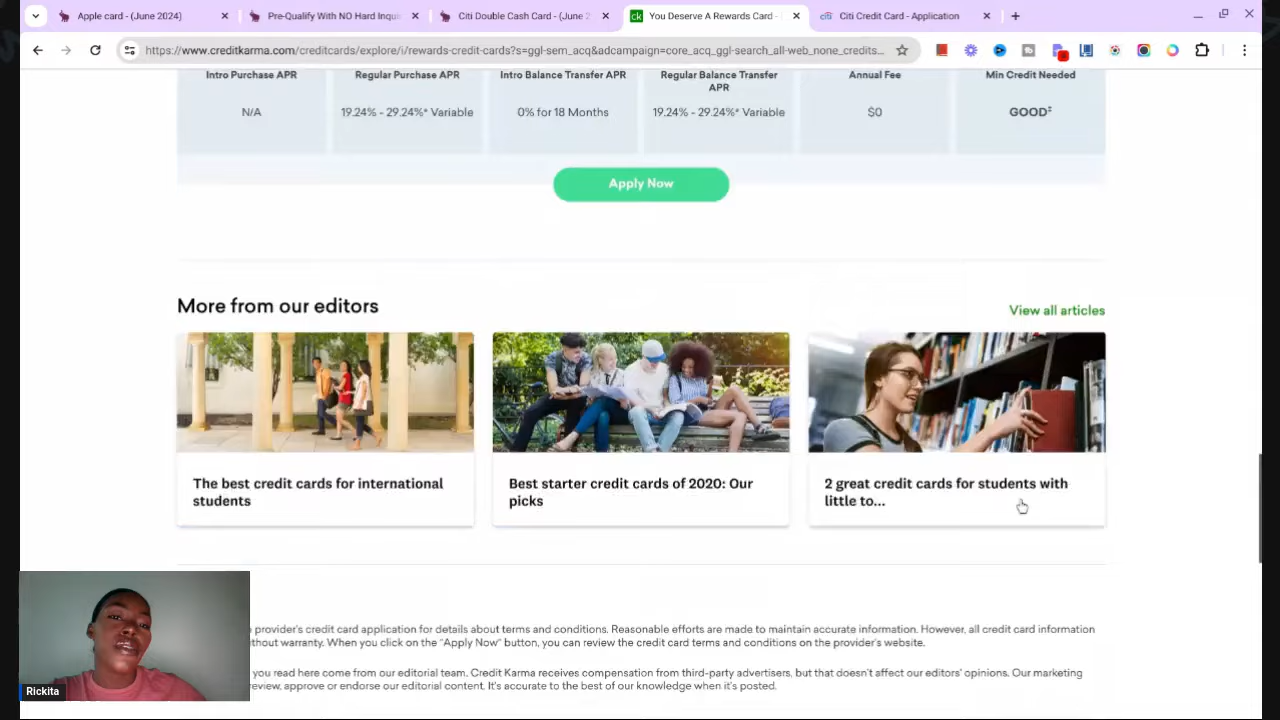 Apple card - (June 2024)
Pre-Qualify With NO Hard Inqu
Citi Double Cash Card - (June 2
You Deserve A Rewards Card -
Citi Credit Card - Application
https://www.creditkarma.com/creditcards/explore/i/rewards-credit-cards?s=ggl-sem_acq&adcampaign=core_acq_ggl-search_all-web_none_credits...
Intro Purchase APR
Regular Purchase APR
Intro Balance Transfer APR
Regular Balance Transfer
APR
Annual Fee
Min Credit Needed
N/A
19.24% - 29.24%* Variable
0% for 18 Months
19.24% - 29.24%* Variable
$0
GOOD‡
Apply Now
More from our editors
View all articles
The best credit cards for international
students
Best starter credit cards of 2020: Our
picks
2 great credit cards for students with
little to...
provider's credit card application for details about terms and conditions. Reasonable efforts are made to maintain accurate information. However, all credit card information
ithout warranty. When you click on the "Apply Now" button, you can review the credit card terms and conditions on the provider's website.
you read here come from our editorial team. Credit Karma receives compensation from third-party advertisers, but that doesn't affect our editors' opinions. Our marketing
eview, approve or endorse our editorial content. It's accurate to the best of our knowledge when it's posted.
Rickita